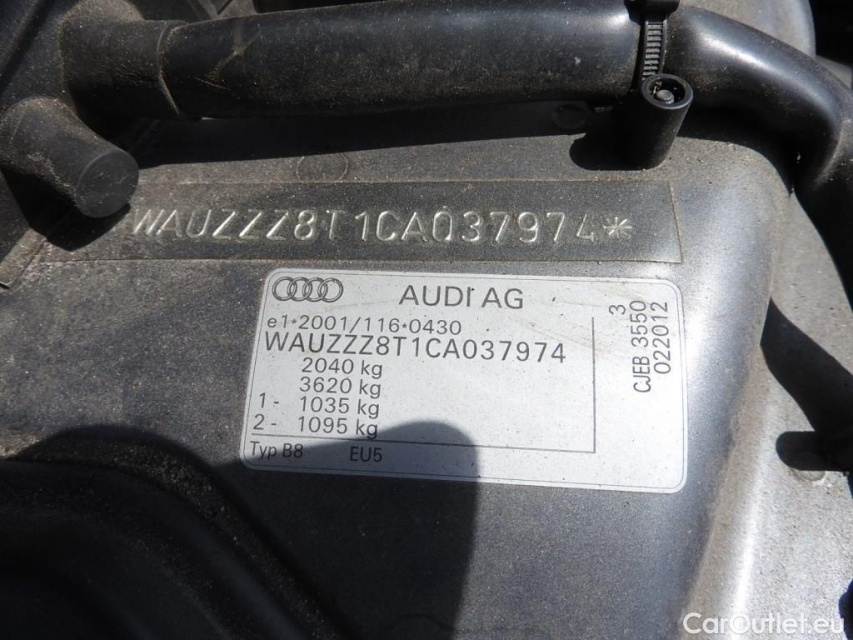 WAUZZZ8T1CA037974*
AUDI AG
e1*2001/116*0430
WAUZZZ8T1CA037974
2040 kg
3620 kg
1- 1035 kg
2- 1095 kg
Typ B8 EU5
3
CJEB 3550
022012
CarOutlet.eu